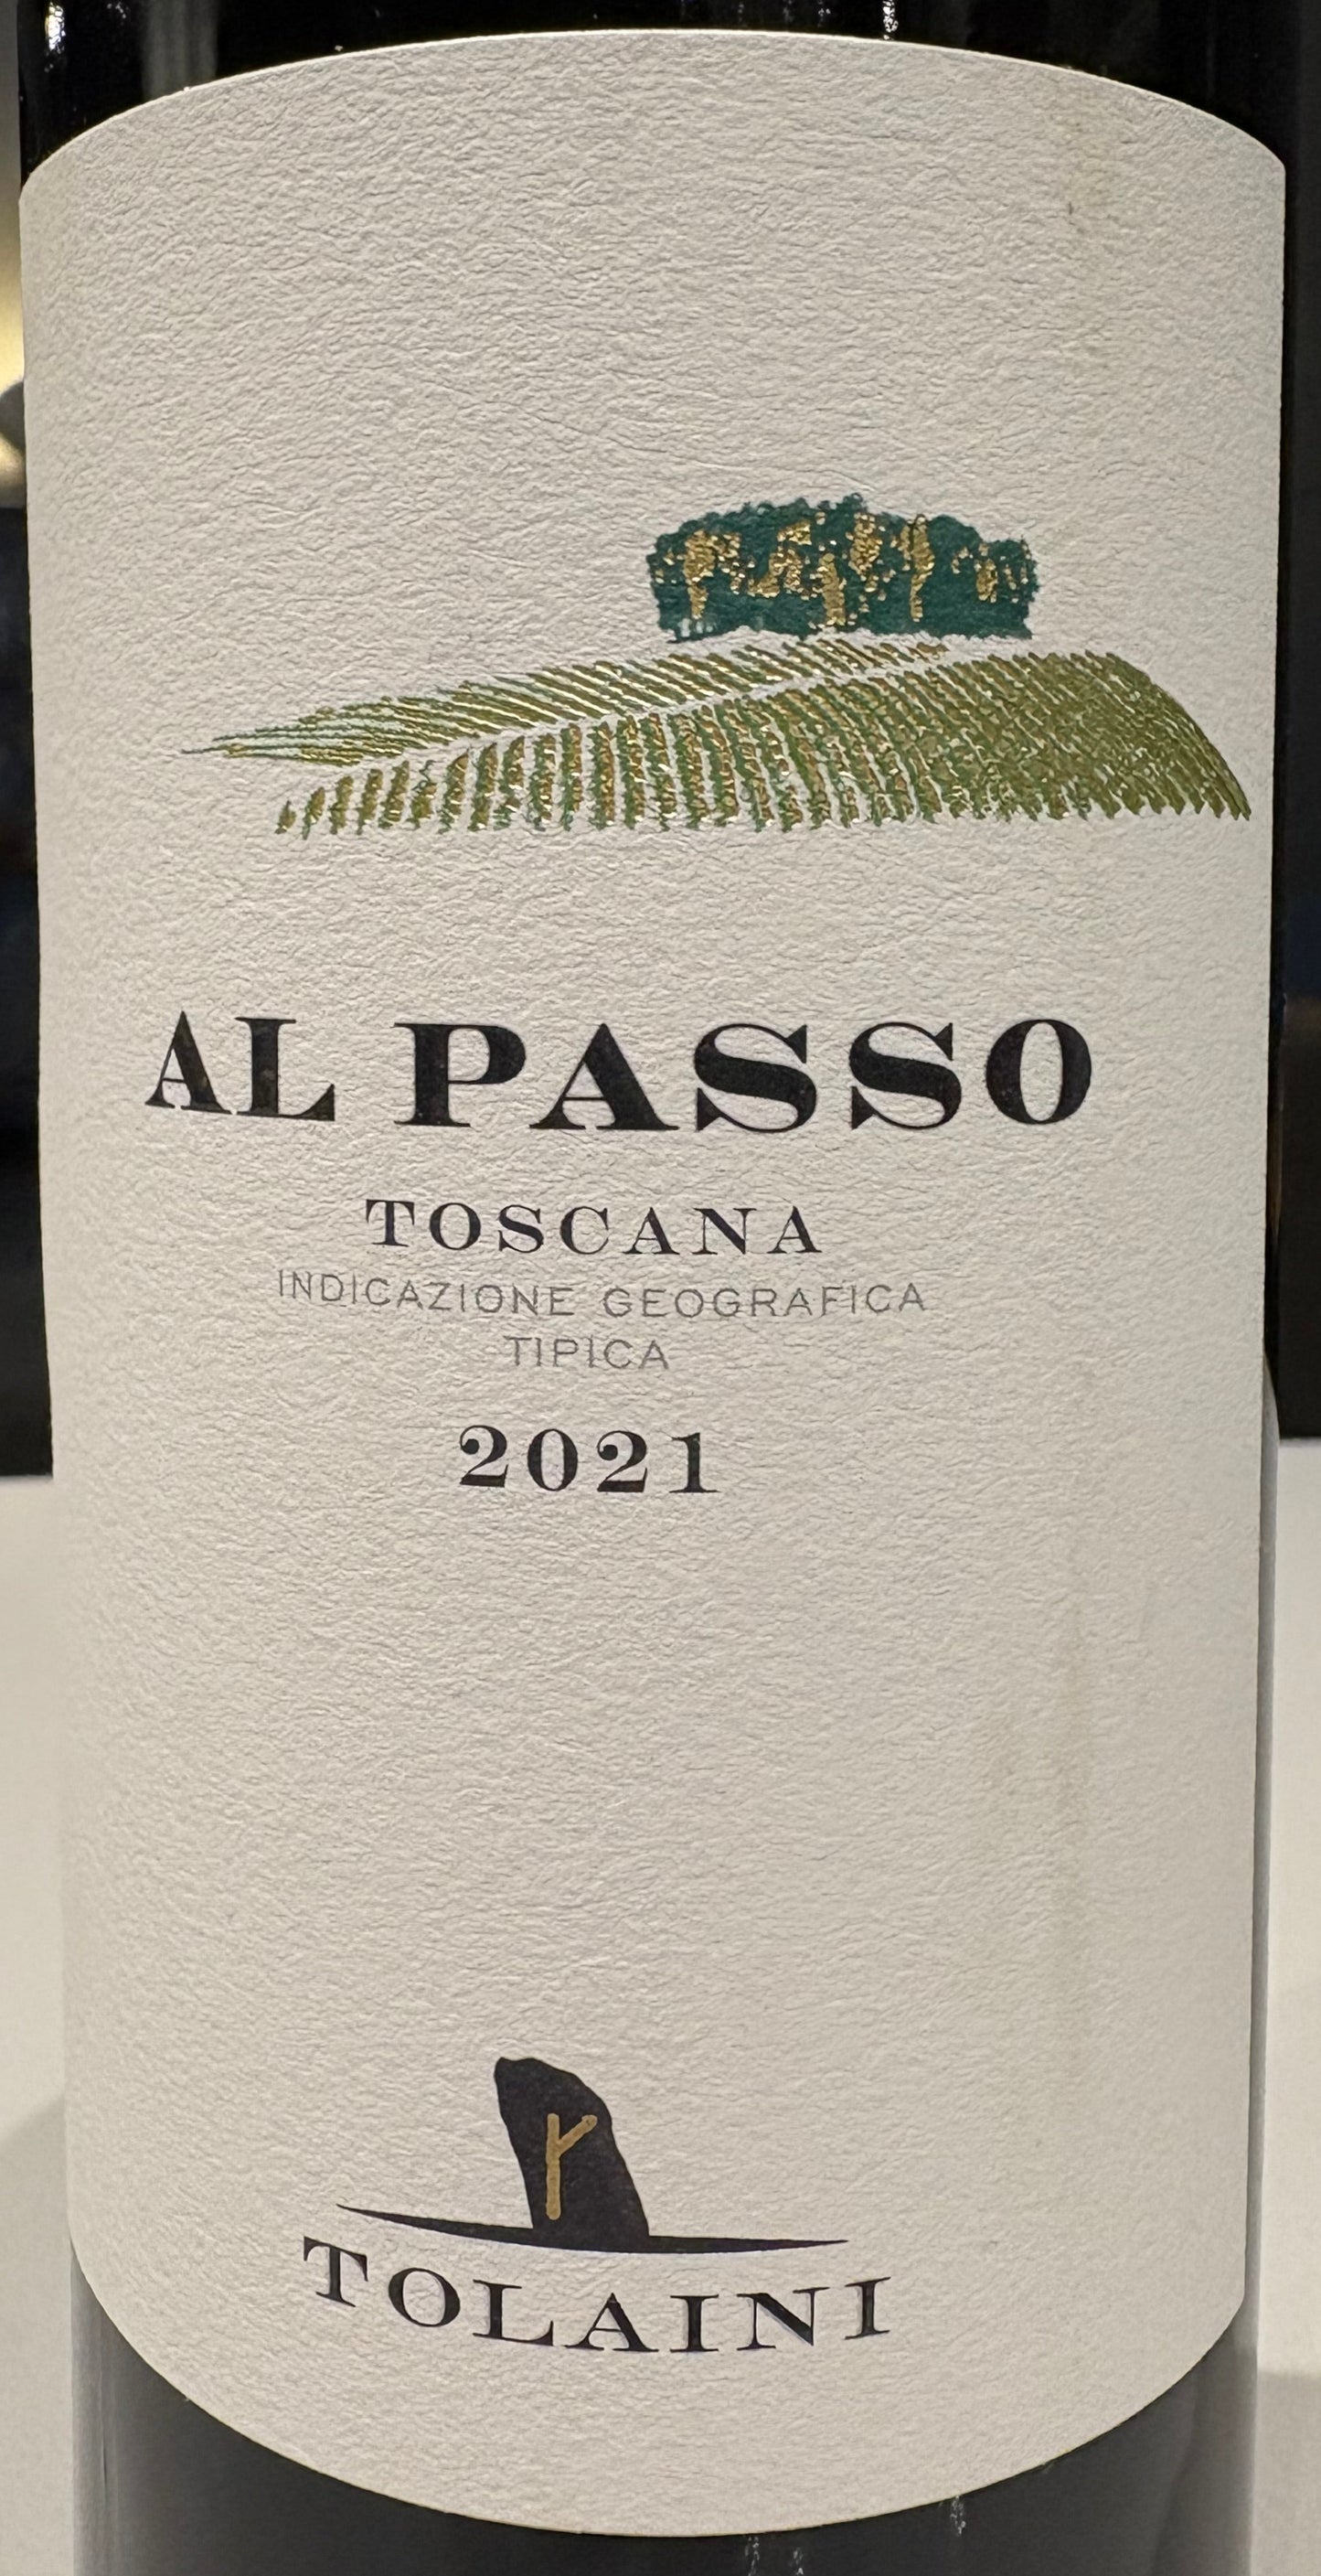 AL PASSO
TOSCANA
INDICAZIONE GEOGRAFICA
TIPICA
2021
TOLAINI